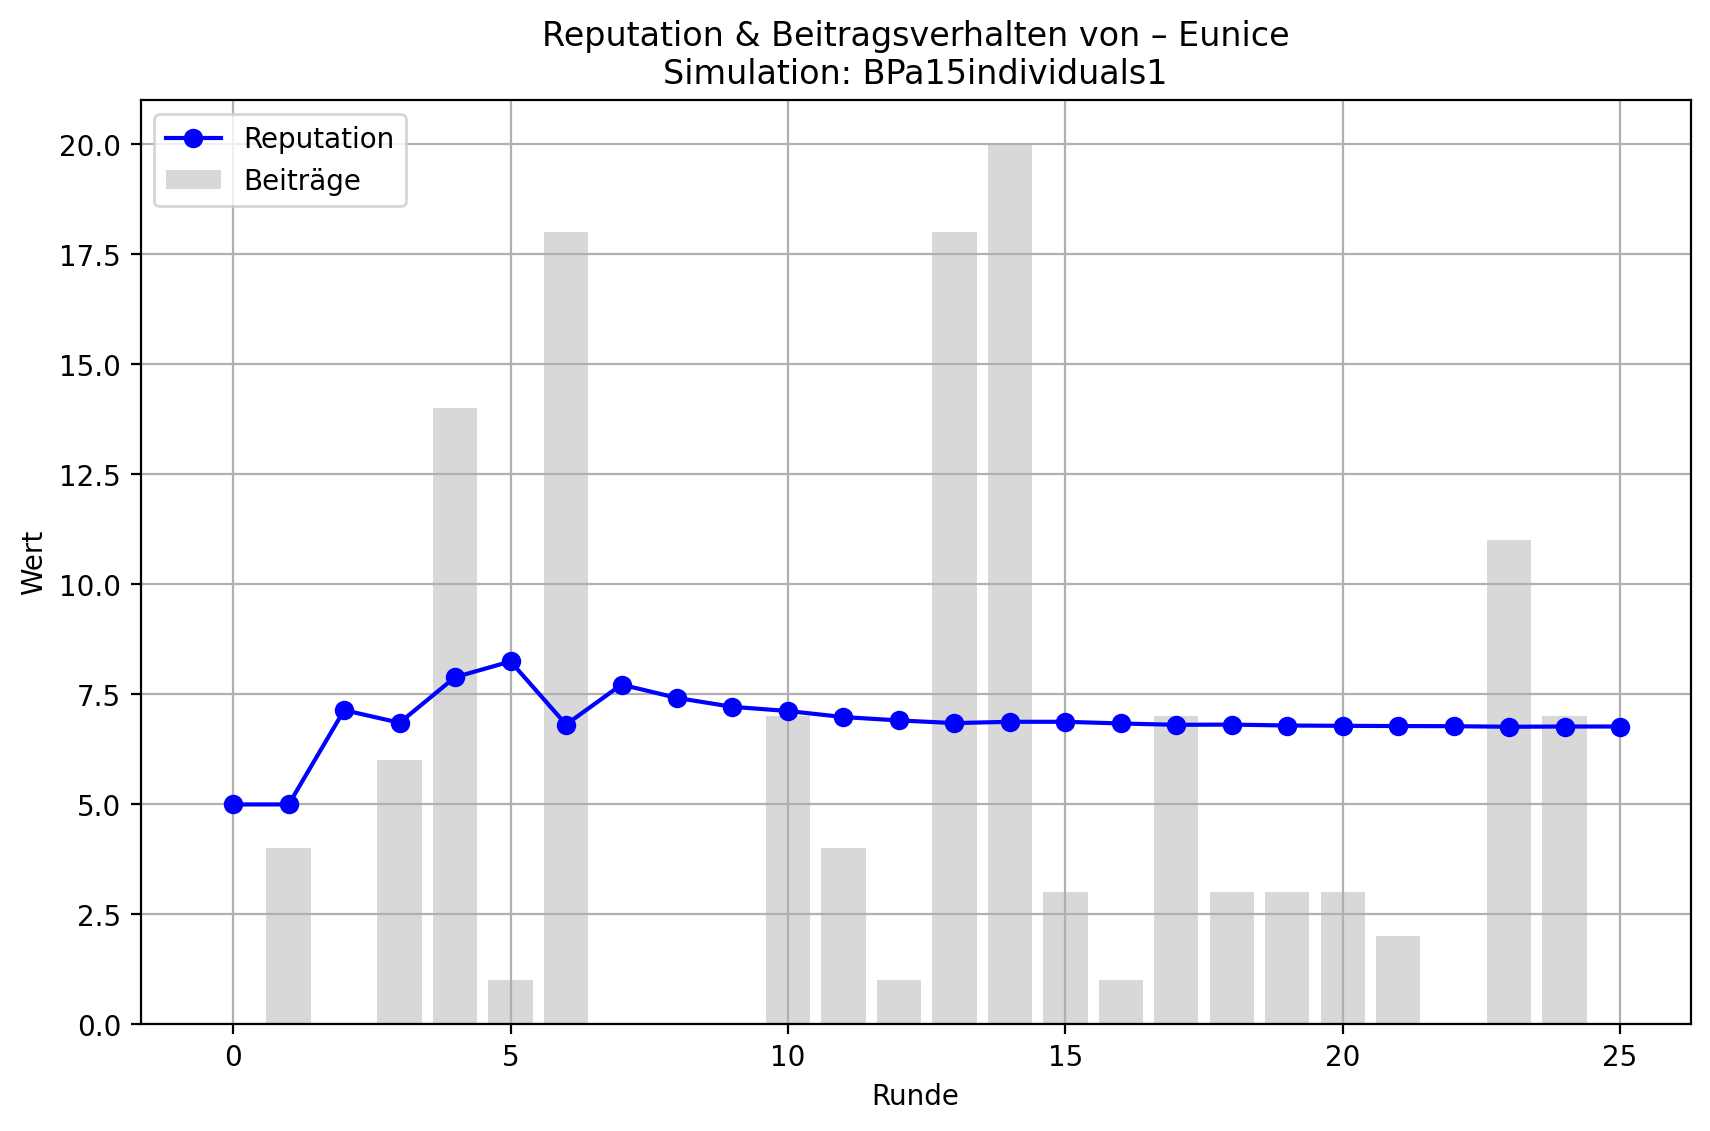 Reputation & Beitragsverhalten von – Eunice
Simulation: BPa15individuals1
Reputation
Beiträge
20.0
17.5
15.0
12.5
10.0
7.5
5.0
2.5
0.0
Wert
0 5 10 15 20 25
Runde